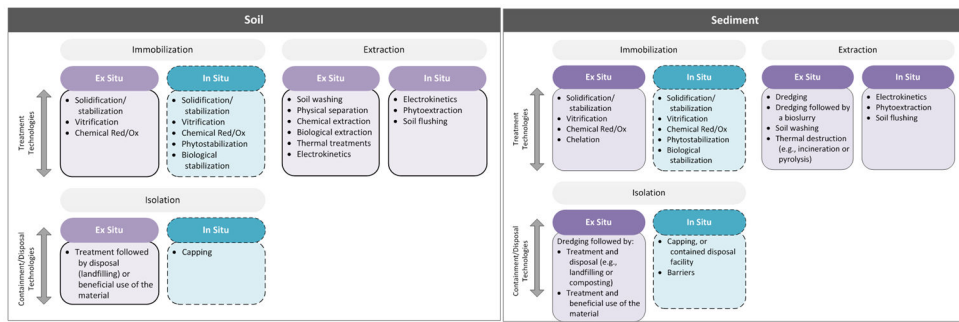 Soil
Immobilization
Extraction
Treatment
Technologies
Ex Situ
• Solidification/
stabilization
• Vitrification
• Chemical Red/Ox
In Situ
• Solidification/
stabilization
• Vitrification
• Chemical Red/Ox
• Phytostabilization
• Biological
stabilization
Ex Situ
• Soil washing
• Physical separation
• Chemical extraction
• Biological extraction
• Thermal treatments
• Electrokinetics
In Situ
• Electrokinetics
• Phytoextraction
• Soil flushing
Isolation
Containment/Disposal
Technologies
Ex Situ
• Treatment followed
by disposal
(landfilling) or
beneficial use of the
material
In Situ
• Capping
Sediment
Immobilization
Extraction
Treatment
Technologies
Ex Situ
• Solidification/
stabilization
• Vitrification
• Chemical Red/Ox
• Chelation
In Situ
• Solidification/
stabilization
• Vitrification
• Chemical Red/Ox
• Phytostabilization
• Biological
stabilization
Ex Situ
• Dredging
• Dredging followed by
a bioslurry
• Soil washing
• Thermal destruction
(e.g., incineration or
pyrolysis)
In Situ
• Electrokinetics
• Phytoextraction
• Soil flushing
Isolation
Containment/Disposal
Technologies
Ex Situ
Dredging followed by:
• Treatment and
disposal (e.g.,
landfilling or
composting)
• Treatment and
beneficial use of the
material
In Situ
• Capping, or
contained disposal
facility
• Barriers